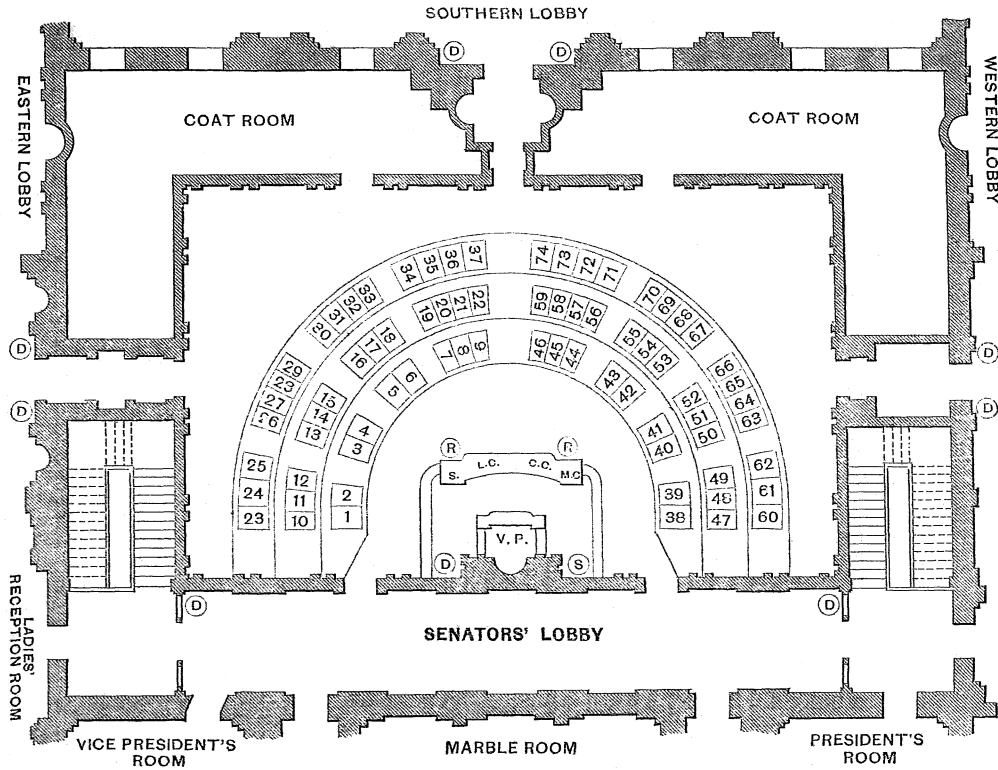 SOUTHERN LOBBY
D
D
EASTERN LOBBY
WESTERN LOBBY
COAT ROOM
COAT ROOM
34 35 36 37
74 73 72 71
30 31 32 33
70 69 68 67
19 20 21 22
59 58 57 56
16 17 18
55 54 53
7 8 9
46 45 44
D
D
29
23
27
26
66
65
64
63
5 6
43 42
15
14
13
52
51
50
D
D
4
3
41
40
R
R
S. L.C. C.C. M.C
25
24
23
12
11
10
2
1
39
38
49
48
47
62
61
60
V. P.
D
S
D
D
SENATORS' LOBBY
LADIES'
RECEPTION ROOM
VICE PRESIDENT'S
ROOM
MARBLE ROOM
PRESIDENT'S
ROOM